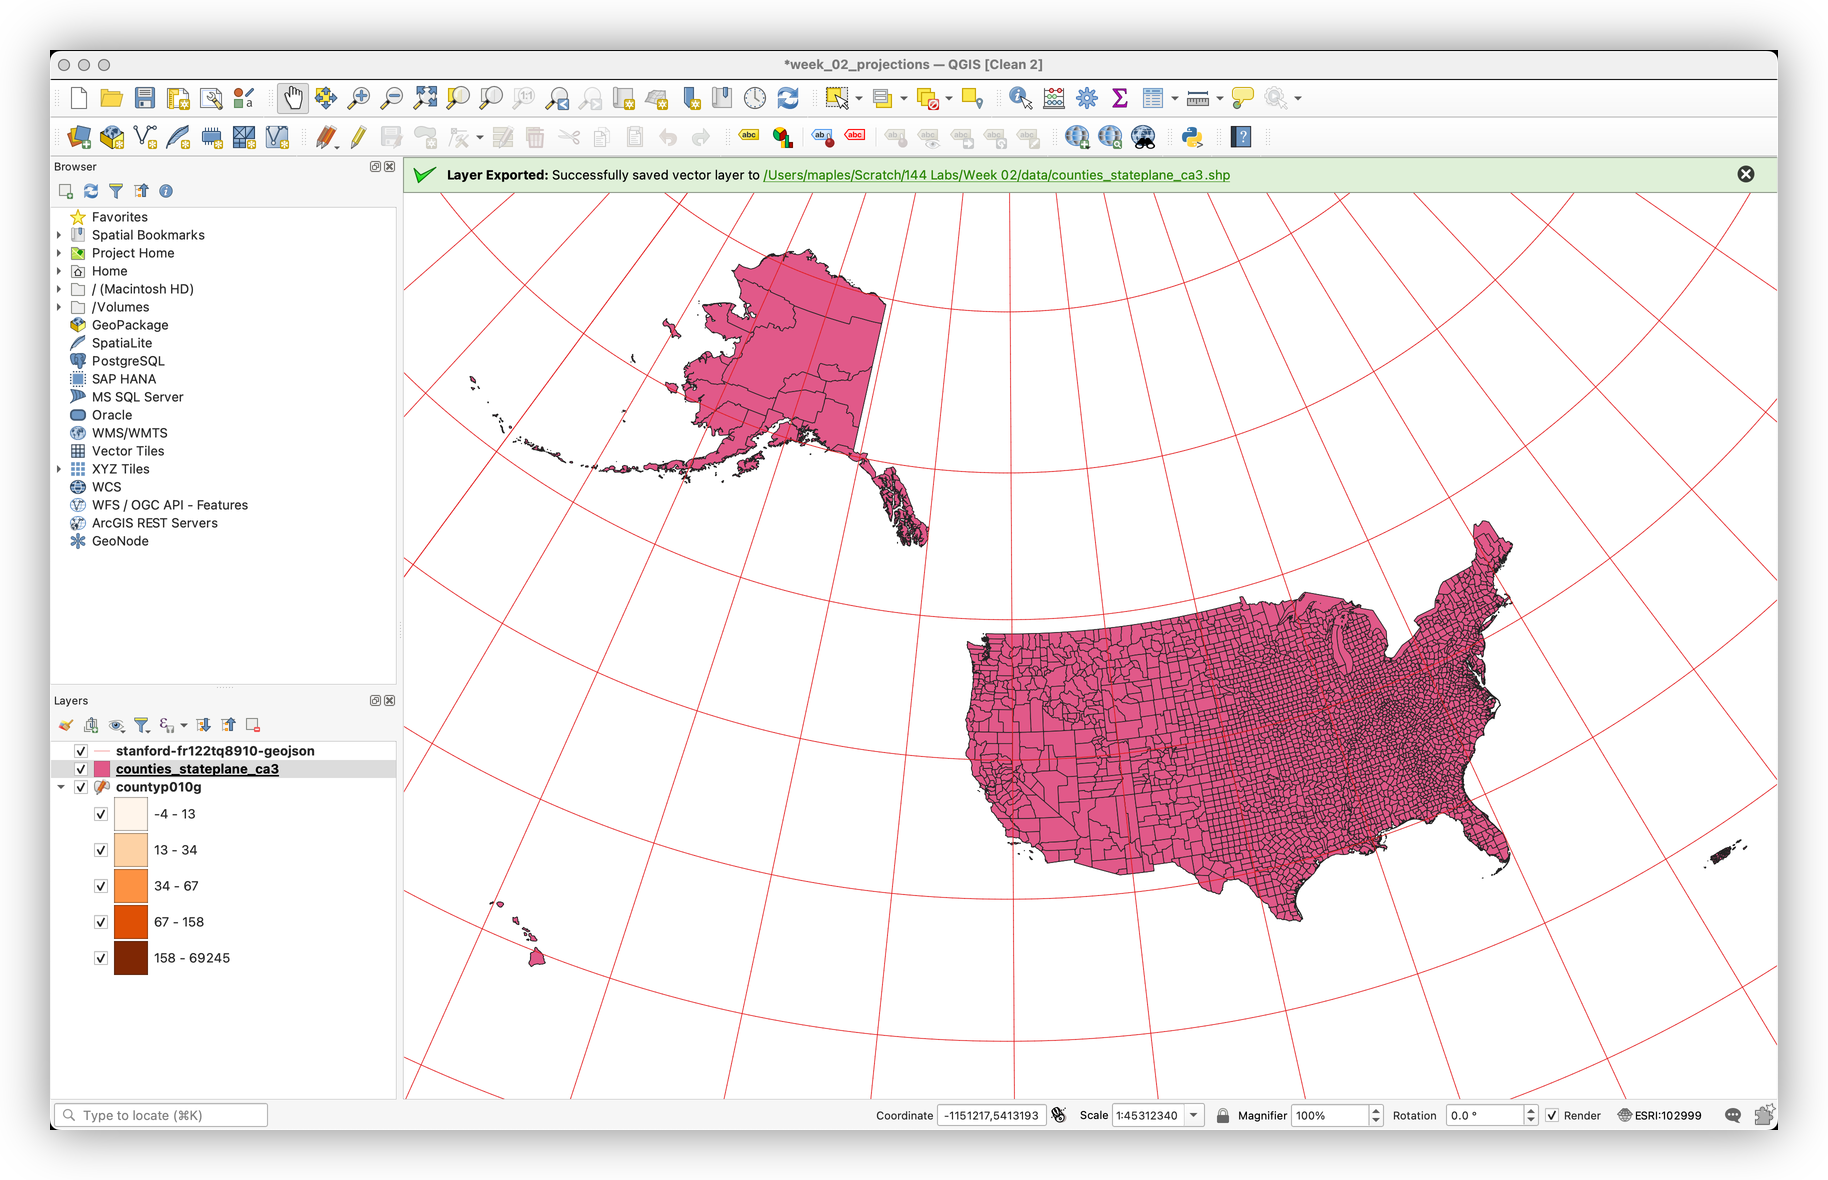 *week_02_projections — QGIS [Clean 2]
Browser
Layer Exported: Successfully saved vector layer to /Users/maples/Scratch/144 Labs/Week 02/data/counties_stateplane_ca3.shp
Favorites
Spatial Bookmarks
Project Home
Home
/ (Macintosh HD)
/Volumes
GeoPackage
SpatiaLite
PostgreSQL
SAP HANA
MS SQL Server
Oracle
WMS/WMTS
Vector Tiles
XYZ Tiles
WCS
WFS / OGC API - Features
ArcGIS REST Servers
GeoNode
Layers
stanford-fr122tq8910-geojson
counties_stateplane_ca3
countyp010g
-4 - 13
13 - 34
34 - 67
67 - 158
158 - 69245
Type to locate (⌘K)
Coordinate -1151217,5413193 Scale 1:45312340 Magnifier 100% Rotation 0.0 ° Render ESRI:102999